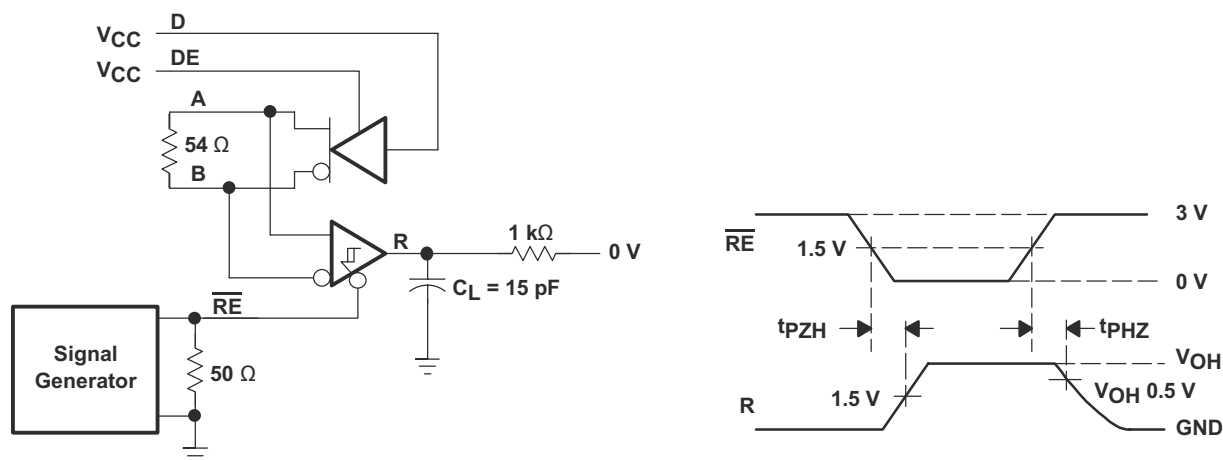 VCC D
VCC DE
A
54 Ω
B
R
1 kΩ
0 V
CL = 15 pF
RE
Signal
Generator
50 Ω
3 V
RE
1.5 V
0 V
tPZH
tPHZ
VOH
1.5 V
VOH 0.5 V
R
GND